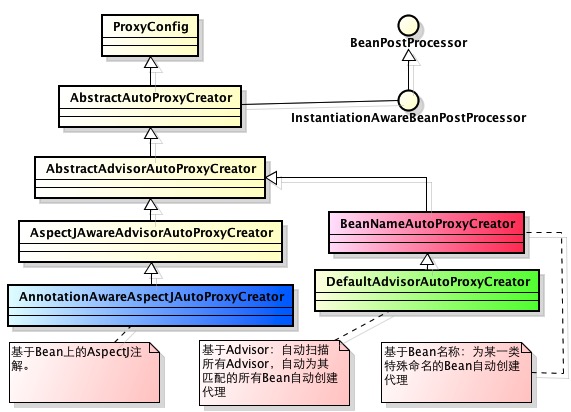 ProxyConfig
BeanPostProcessor
AbstractAutoProxyCreator
InstantiationAwareBeanPostProcessor
AbstractAdvisorAutoProxyCreator
AspectJAwareAdvisorAutoProxyCreator
BeanNameAutoProxyCreator
AnnotationAwareAspectJAutoProxyCreator
DefaultAdvisorAutoProxyCreator
基于Bean上的AspectJ注
解。
基于Advisor：自动扫描
所有Advisor，自动为其
匹配的所有Bean自动创建
代理
基于Bean名称：为某一类
特殊命名的Bean自动创建
代理